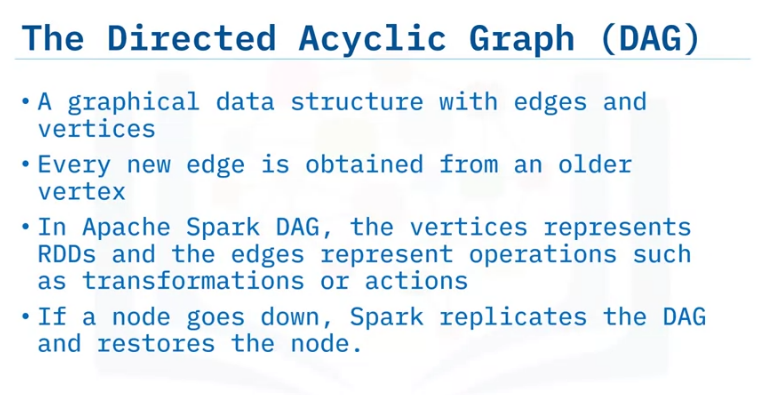 The Directed Acyclic Graph (DAG)
• A graphical data structure with edges and
vertices
• Every new edge is obtained from an older
vertex
• In Apache Spark DAG, the vertices represents
RDDs and the edges represent operations such
as transformations or actions
• If a node goes down, Spark replicates the DAG
and restores the node.